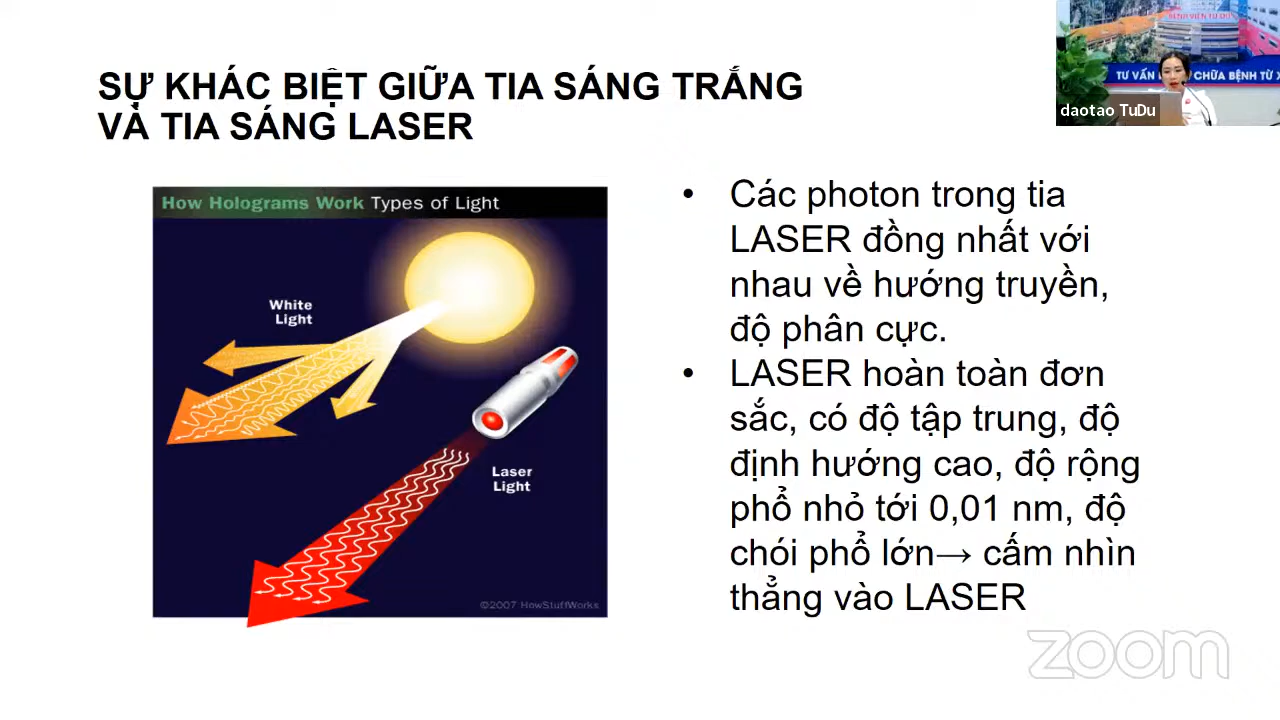 SỰ KHÁC BIỆT GIỮA TIA SÁNG TRẮNG
VÀ TIA SÁNG LASER
BỆNH VIỆN TỪ DŨ
TƯ VẤN
CHỮA BỆNH TỪ X
daotao TuDu
How Holograms Work Types of Light
White
Light
Laser
Light
©2007 HowStuffWorks
• Các photon trong tia
LASER đồng nhất với
nhau về hướng truyền,
độ phân cực.
• LASER hoàn toàn đơn
sắc, có độ tập trung, độ
định hướng cao, độ rộng
phổ nhỏ tới 0,01 nm, độ
chói phổ lớn→ cấm nhìn
thẳng vào LASER
zoom